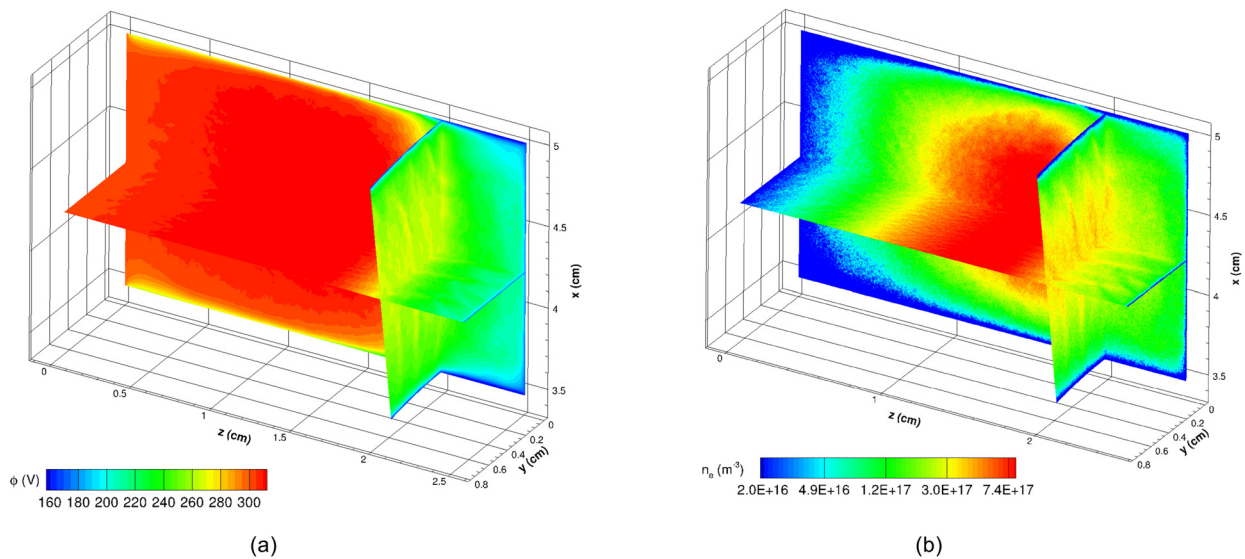 5
4.5
4
3.5
x (cm)
0
0.5
1
1.5
2
2.5
z (cm)
0
0.2
0.4
0.6
0.8
y (cm)
ϕ (V)
160 180 200 220 240 260 280 300
(a)
5
4.5
4
3.5
x (cm)
0
1
2
z (cm)
0
0.2
0.4
0.6
0.8
y (cm)
nₑ (m⁻³)
2.0E+16 4.9E+16 1.2E+17 3.0E+17 7.4E+17
(b)